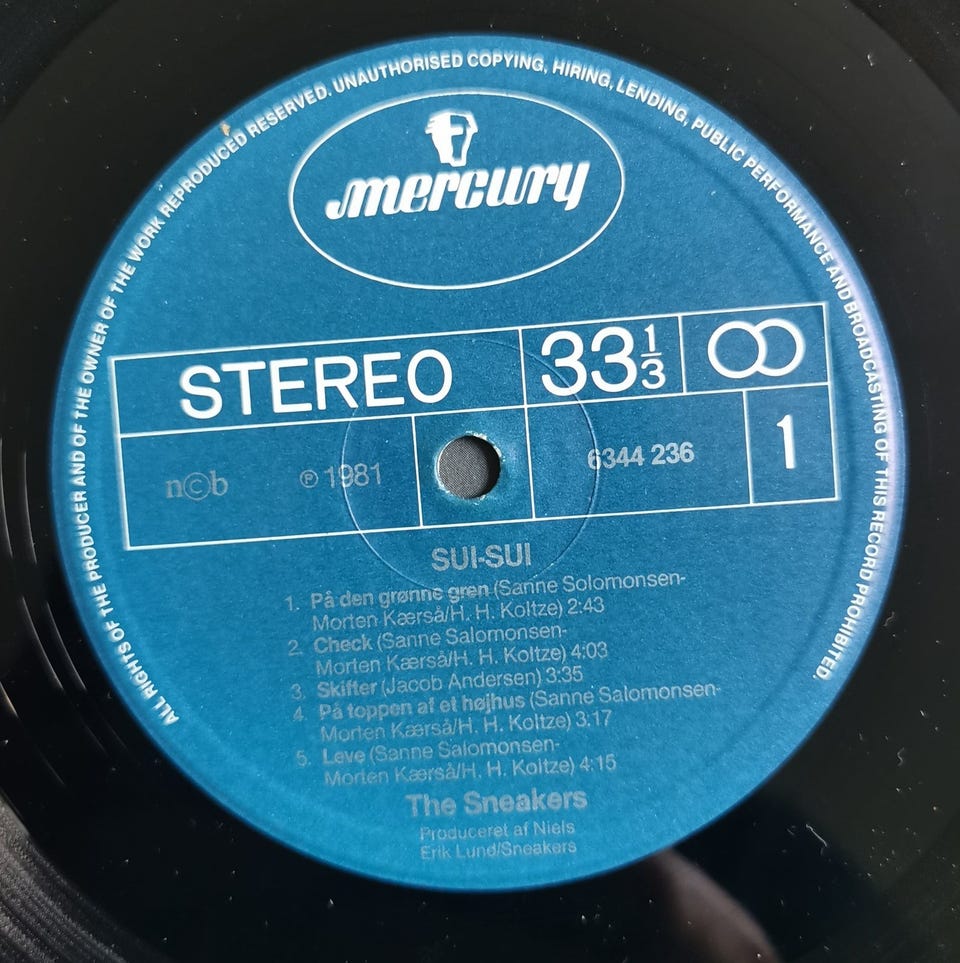 ALL RIGHTS OF THE PRODUCER AND OF THE OWNER OF THE WORK REPRODUCED RESERVED. UNAUTHORISED COPYING, HIRING, LENDING, PUBLIC PERFORMANCE AND BROADCASTING OF THIS RECORD PROHIBITED.
mercury
STEREO 33 1/3
n©b ℗ 1981 6344 236 1
SUI-SUI
1. På den grønne gren (Sanne Solomonsen-
Morten Kærså/H. H. Koltze) 2:43
2. Check (Sanne Salomonsen-
Morten Kærså/H. H. Koltze) 4:03
3. Skifter (Jacob Andersen) 3:35
4. På toppen af et højhus (Sanne Salomonsen-
Morten Kærså/H. H. Koltze) 3:17
5. Leve (Sanne Salomonsen-
Morten Kærså/H. H. Koltze) 4:15
The Sneakers
Produceret af Niels
Erik Lund/Sneakers